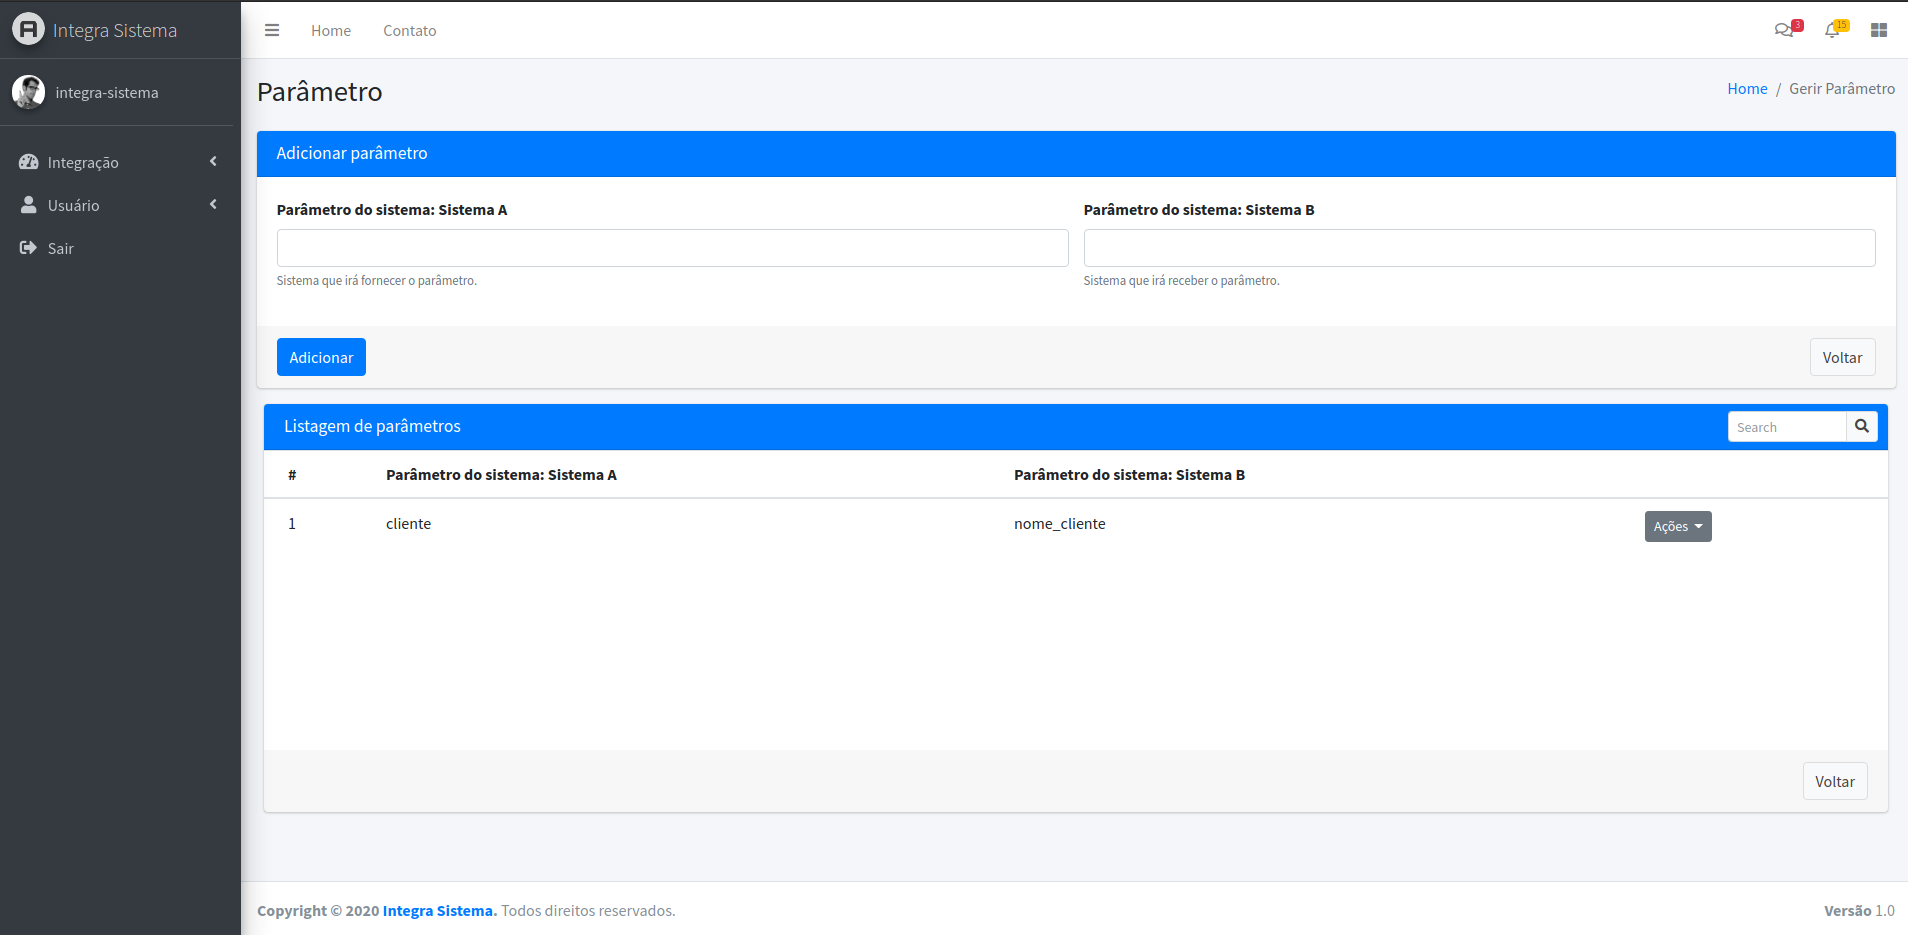 Integra Sistema
Home
Contato
3
15
integra-sistema
Integração
Usuário
Sair
Parâmetro
Home / Gerir Parâmetro
Adicionar parâmetro
Parâmetro do sistema: Sistema A
Parâmetro do sistema: Sistema B
Sistema que irá fornecer o parâmetro.
Sistema que irá receber o parâmetro.
Adicionar
Voltar
Listagem de parâmetros
Search
# Parâmetro do sistema: Sistema A Parâmetro do sistema: Sistema B
1 cliente nome_cliente Ações
Voltar
Copyright © 2020 Integra Sistema. Todos direitos reservados.
Versão 1.0